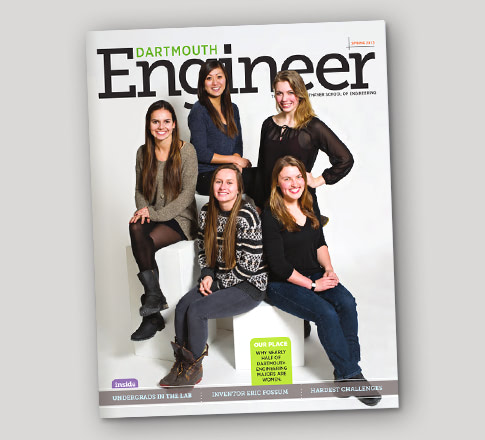 SPRING 2013
DARTMOUTH
Engineer
THAYER SCHOOL OF ENGINEERING
OUR PLACE
WHY NEARLY
HALF OF
DARTMOUTH
ENGINEERING
MAJORS ARE
WOMEN.
inside
UNDERGRADS IN THE LAB
INVENTOR ERIC FOSSUM
HARDEST CHALLENGES